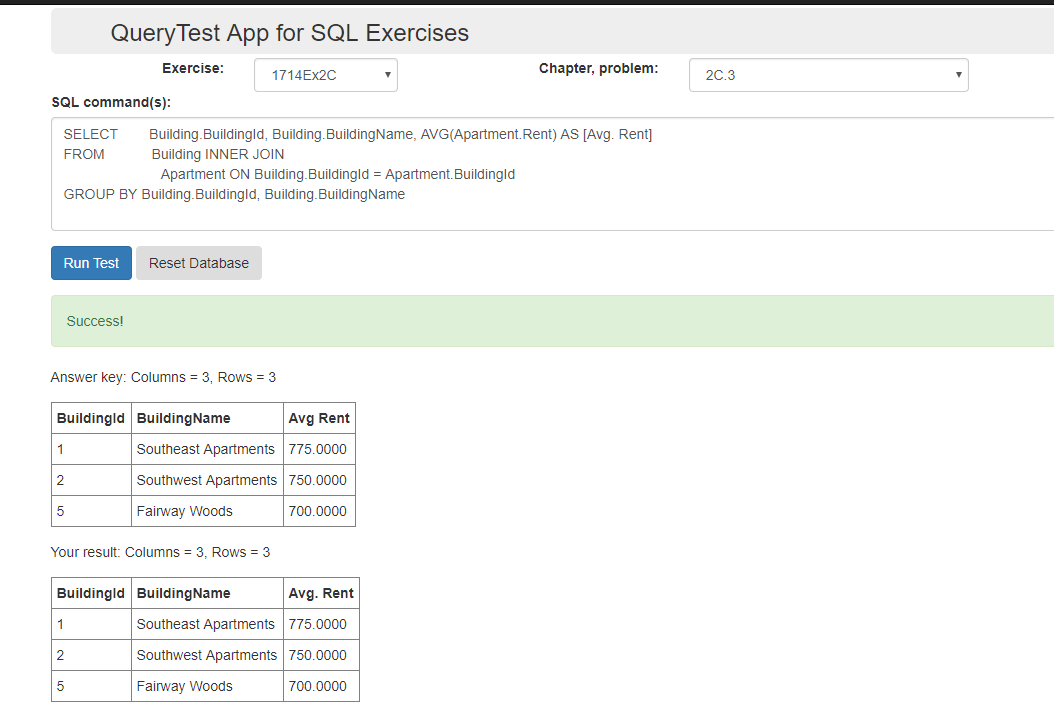 QueryTest App for SQL Exercises
Exercise: 1714Ex2C Chapter, problem: 2C.3
SQL command(s):
SELECT Building.BuildingId, Building.BuildingName, AVG(Apartment.Rent) AS [Avg. Rent]
FROM Building INNER JOIN
Apartment ON Building.BuildingId = Apartment.BuildingId
GROUP BY Building.BuildingId, Building.BuildingName
Run Test Reset Database
Success!
Answer key: Columns = 3, Rows = 3
BuildingId BuildingName Avg Rent
1 Southeast Apartments 775.0000
2 Southwest Apartments 750.0000
5 Fairway Woods 700.0000
Your result: Columns = 3, Rows = 3
BuildingId BuildingName Avg. Rent
1 Southeast Apartments 775.0000
2 Southwest Apartments 750.0000
5 Fairway Woods 700.0000